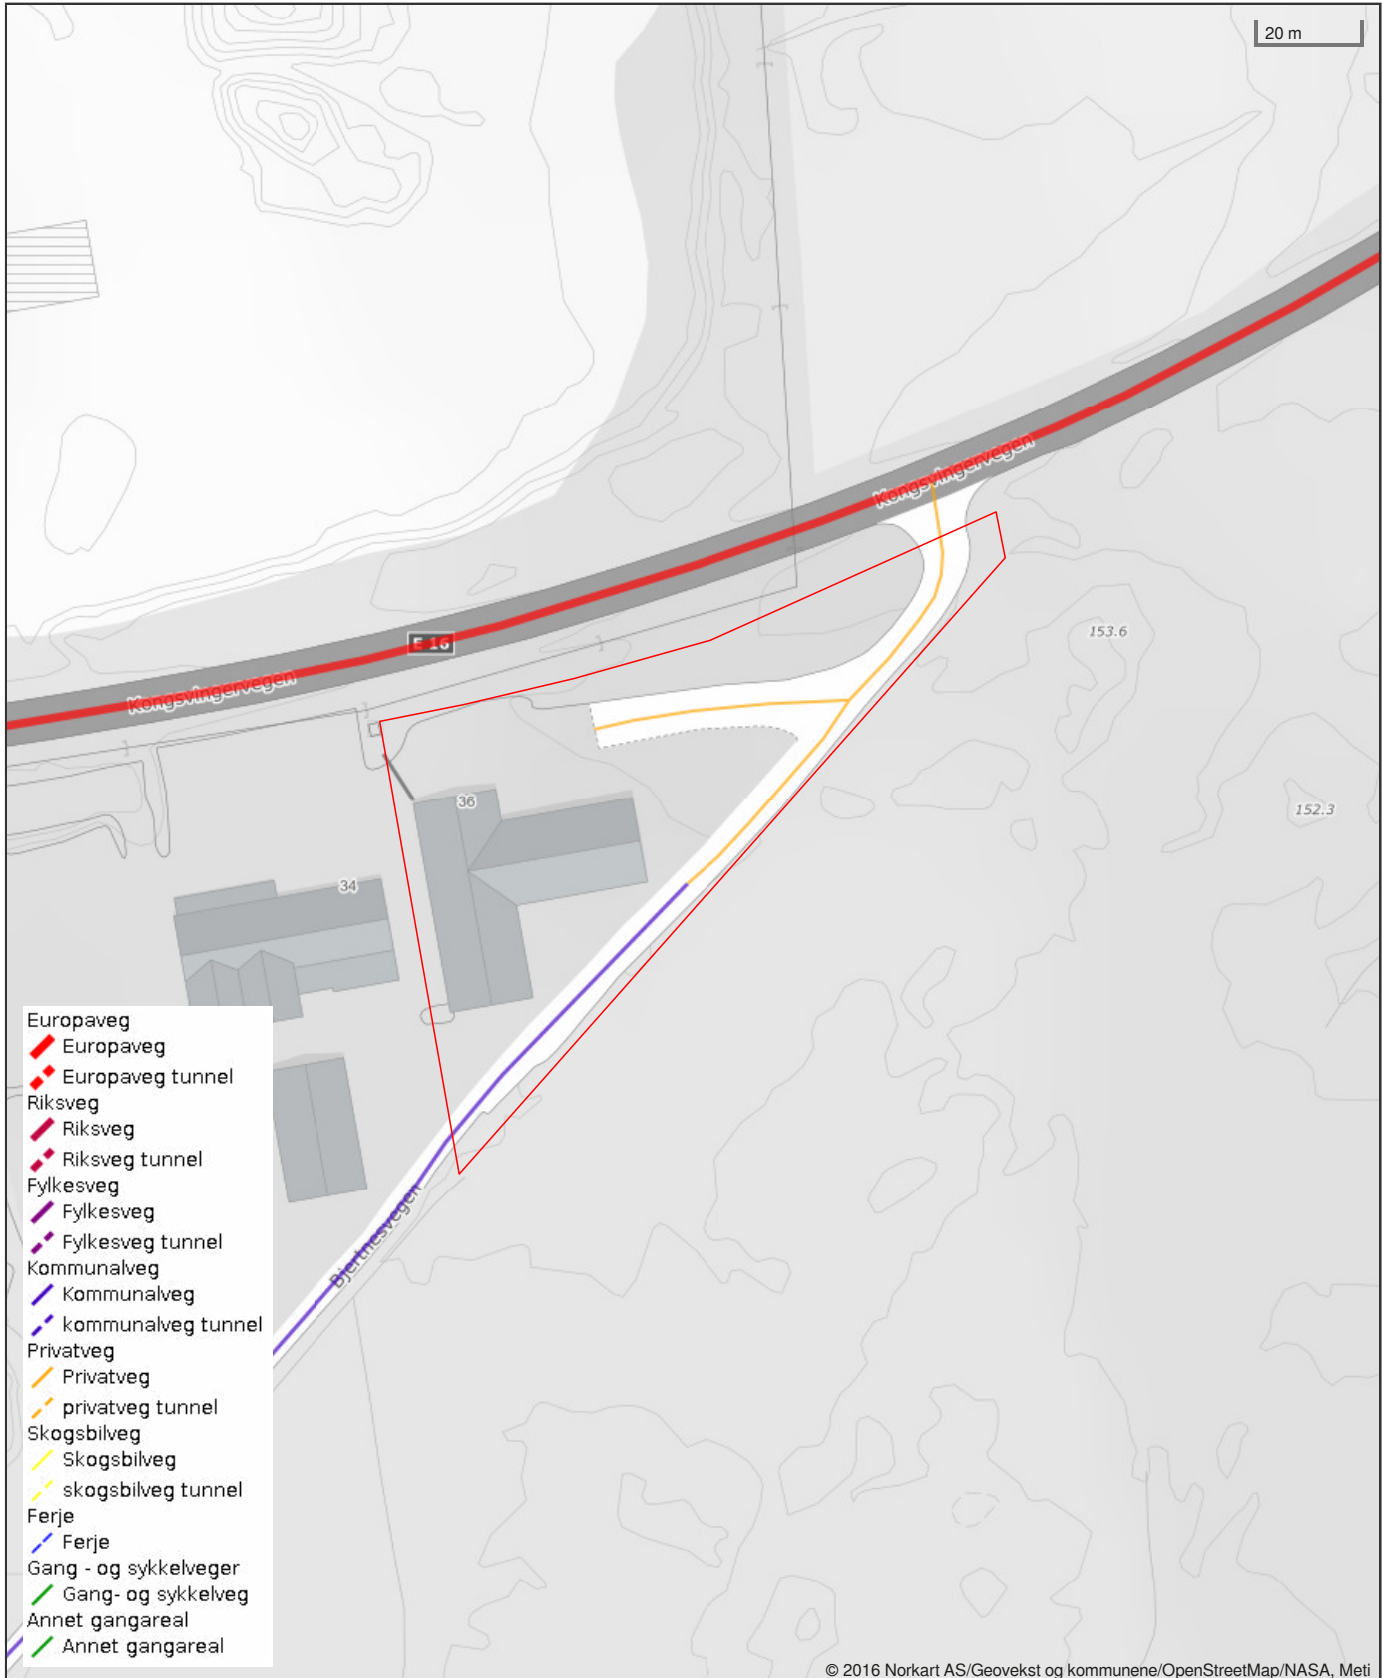 20 m
Kongsvingervegen
153.6
E 16
Kongsvingervegen
36
152.3
34
Bjertnesvegen
Europaveg
Europaveg
Europaveg tunnel
Riksveg
Riksveg
Riksveg tunnel
Fylkesveg
Fylkesveg
Fylkesveg tunnel
Kommunalveg
Kommunalveg
kommunalveg tunnel
Privatveg
Privatveg
privatveg tunnel
Skogsbilveg
Skogsbilveg
skogsbilveg tunnel
Ferje
Ferje
Gang - og sykkelveger
Gang- og sykkelveg
Annet gangareal
Annet gangareal
© 2016 Norkart AS/Geovekst og kommunene/OpenStreetMap/NASA, Meti